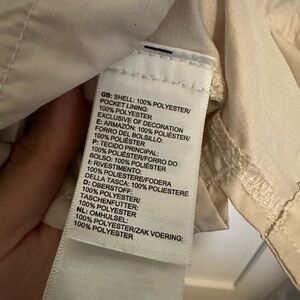 GB: SHELL: 100% POLYESTER/
POCKET LINING:
100% POLYESTER
EXCLUSIVE OF DECORATION
E: ARMAZÓN: 100% POLIÉSTER/
FORRO DEL BOLSILLO:
100% POLIÉSTER
P: TECIDO PRINCIPAL:
100% POLIÉSTER/FORRO DO
BOLSO: 100% POLIÉSTER
I: RIVESTIMENTO:
100% POLIESTERE/FODERA
DELLA TASCA: 100% POLIESTERE
D: OBERSTOFF:
100% POLYESTER/
TASCHENFUTTER:
100% POLYESTER
NL: OMHULSEL:
100% POLYESTER/ZAK VOERING:
100% POLYESTER